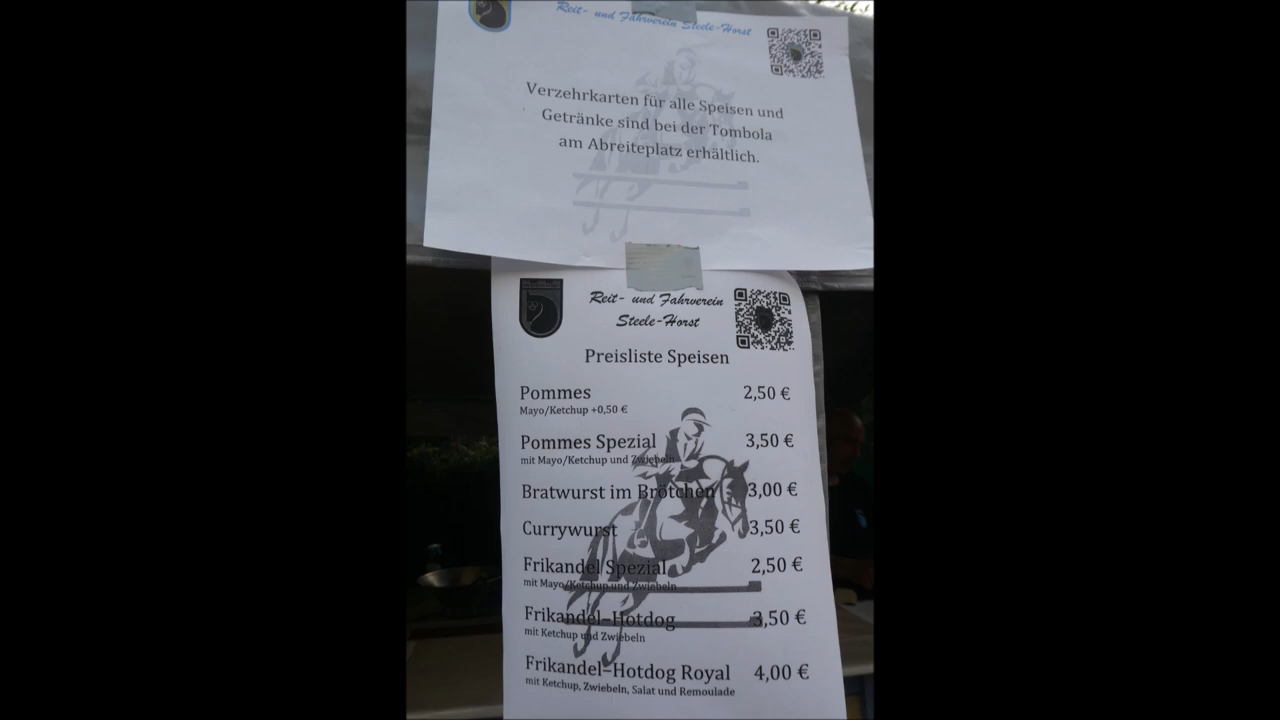 Reit- und Fahrverein Steele-Horst
Verzehrkarten für alle Speisen und
Getränke sind bei der Tombola
am Abreiteplatz erhältlich.
Reit- und Fahrverein
Steele-Horst
Preisliste Speisen
Pommes 2,50 €
Mayo/Ketchup +0,50 €
Pommes Spezial 3,50 €
mit Mayo/Ketchup und Zwiebeln
Bratwurst im Brötchen 3,00 €
Currywurst 3,50 €
Frikandel Spezial 2,50 €
mit Mayo/Ketchup und Zwiebeln
Frikandel-Hotdog 3,50 €
mit Ketchup und Zwiebeln
Frikandel-Hotdog Royal 4,00 €
mit Ketchup, Zwiebeln, Salat und Remoulade